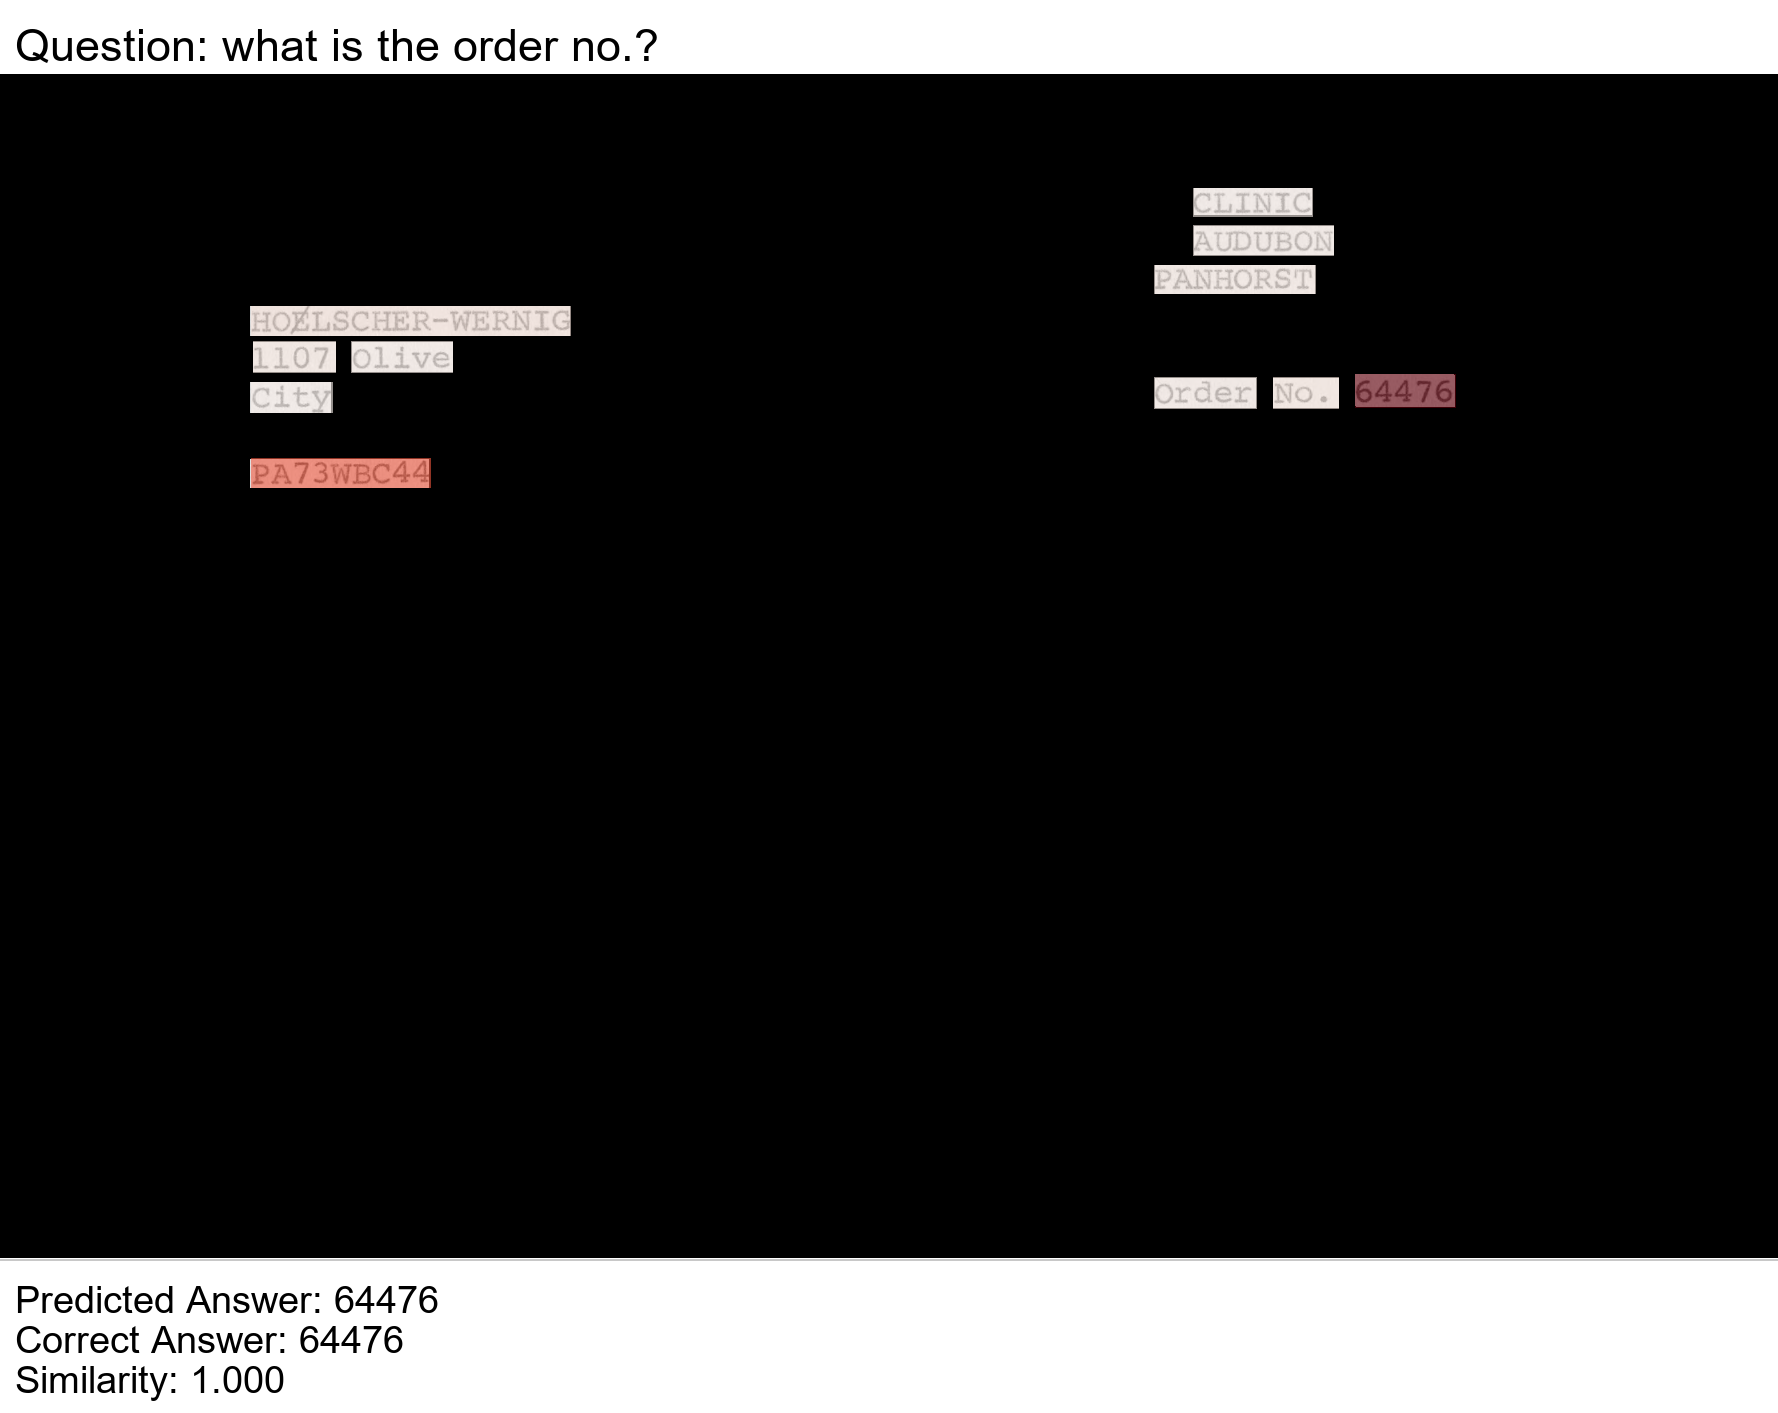 Question: what is the order no.?
CLINIC
AUDUBON
PANHORST
HOELSCHER-WERNIG
1107 Olive
City
Order No. 64476
PA73WBC44
Predicted Answer: 64476
Correct Answer: 64476
Similarity: 1.000